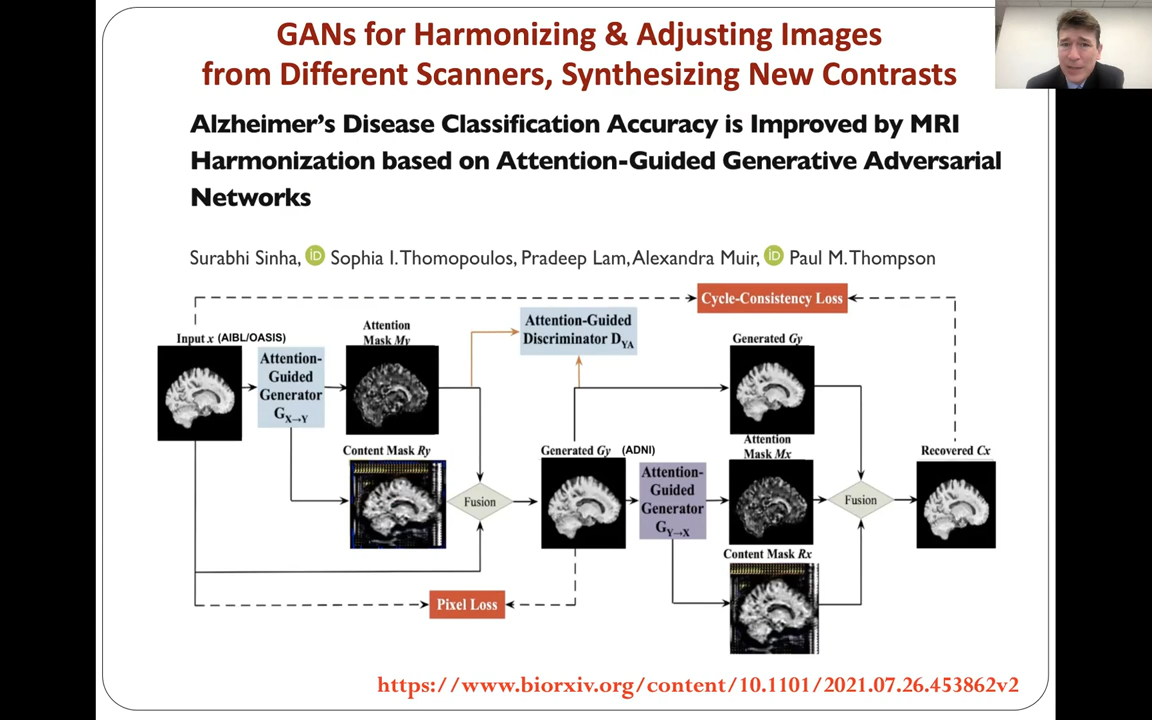 GANs for Harmonizing & Adjusting Images
from Different Scanners, Synthesizing New Contrasts
Alzheimer's Disease Classification Accuracy is Improved by MRI
Harmonization based on Attention-Guided Generative Adversarial
Networks
Surabhi Sinha, iD Sophia I. Thomopoulos, Pradeep Lam, Alexandra Muir, iD Paul M. Thompson
Cycle-Consistency Loss
Input x (AIBL/OASIS)
Attention-
Guided
Generator
G X→Y
Attention
Mask My
Content Mask Ry
Attention-Guided
Discriminator DYA
Fusion
Generated Gy (ADNI)
Attention-
Guided
Generator
G Y→X
Generated Gy
Attention
Mask Mx
Content Mask Rx
Fusion
Recovered Cx
Pixel Loss
https://www.biorxiv.org/content/10.1101/2021.07.26.453862v2